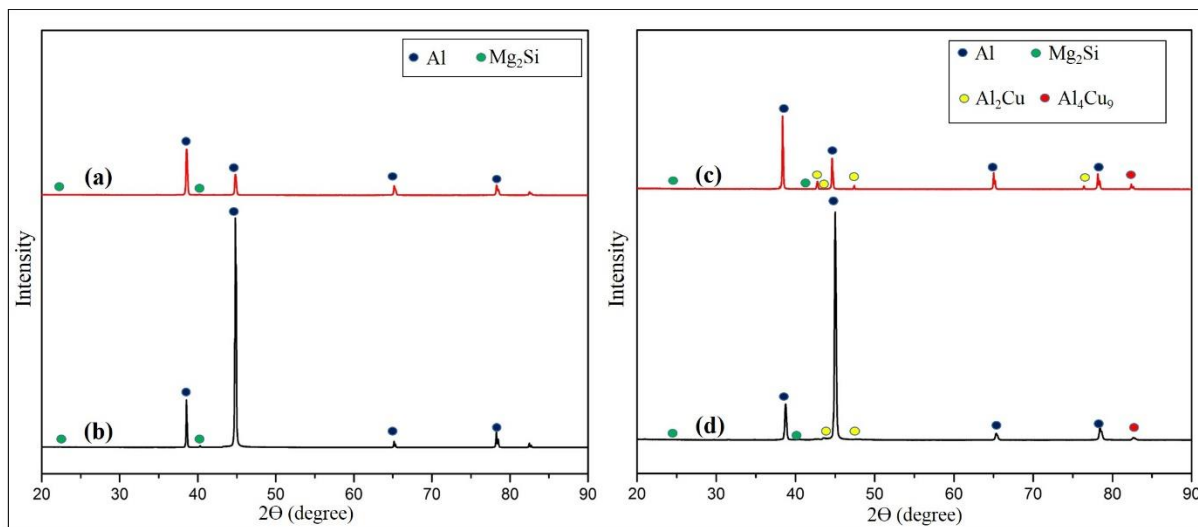 Al Mg₂Si
(a)
(b)
Intensity
20 30 40 50 60 70 80 90
2Θ (degree)
Al Mg₂Si
Al₂Cu Al₄Cu₉
(c)
(d)
Intensity
20 30 40 50 60 70 80 90
2Θ (degree)